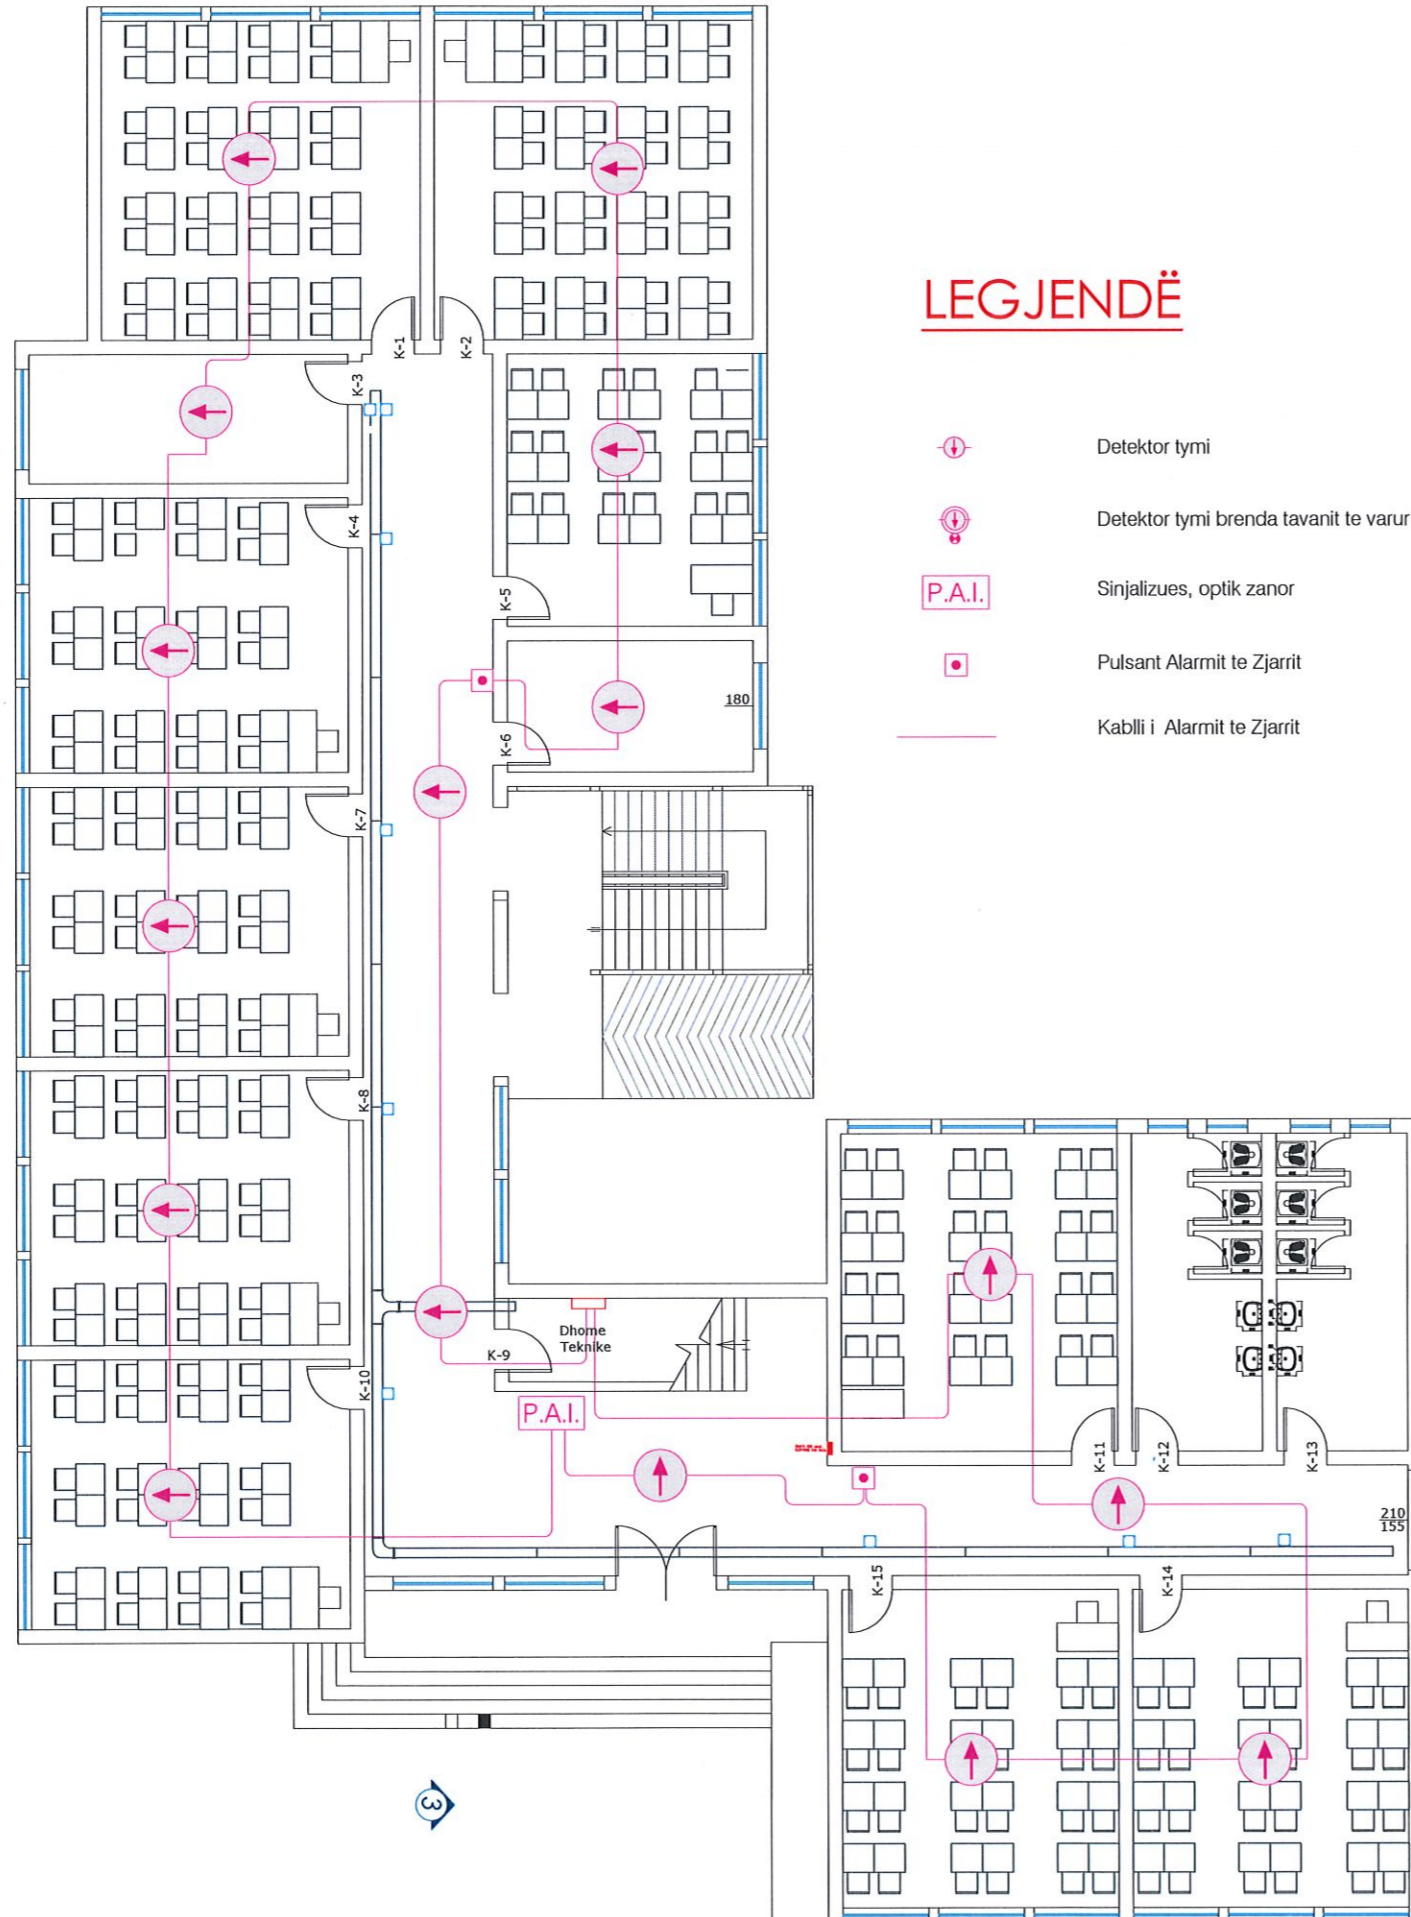 LEGJENDË
Detektor tymi
Detektor tymi brenda tavanit te varur
P.A.I.
Sinjalizues, optik zanor
Pulsant Alarmit te Zjarrit
Kablli i Alarmit te Zjarrit
K-1
K-2
K-3
K-4
K-5
180
K-6
K-7
K-8
Dhome
Teknike
K-9
K-10
P.A.I.
K-11
K-12
K-13
210
155
K-15
K-14
3